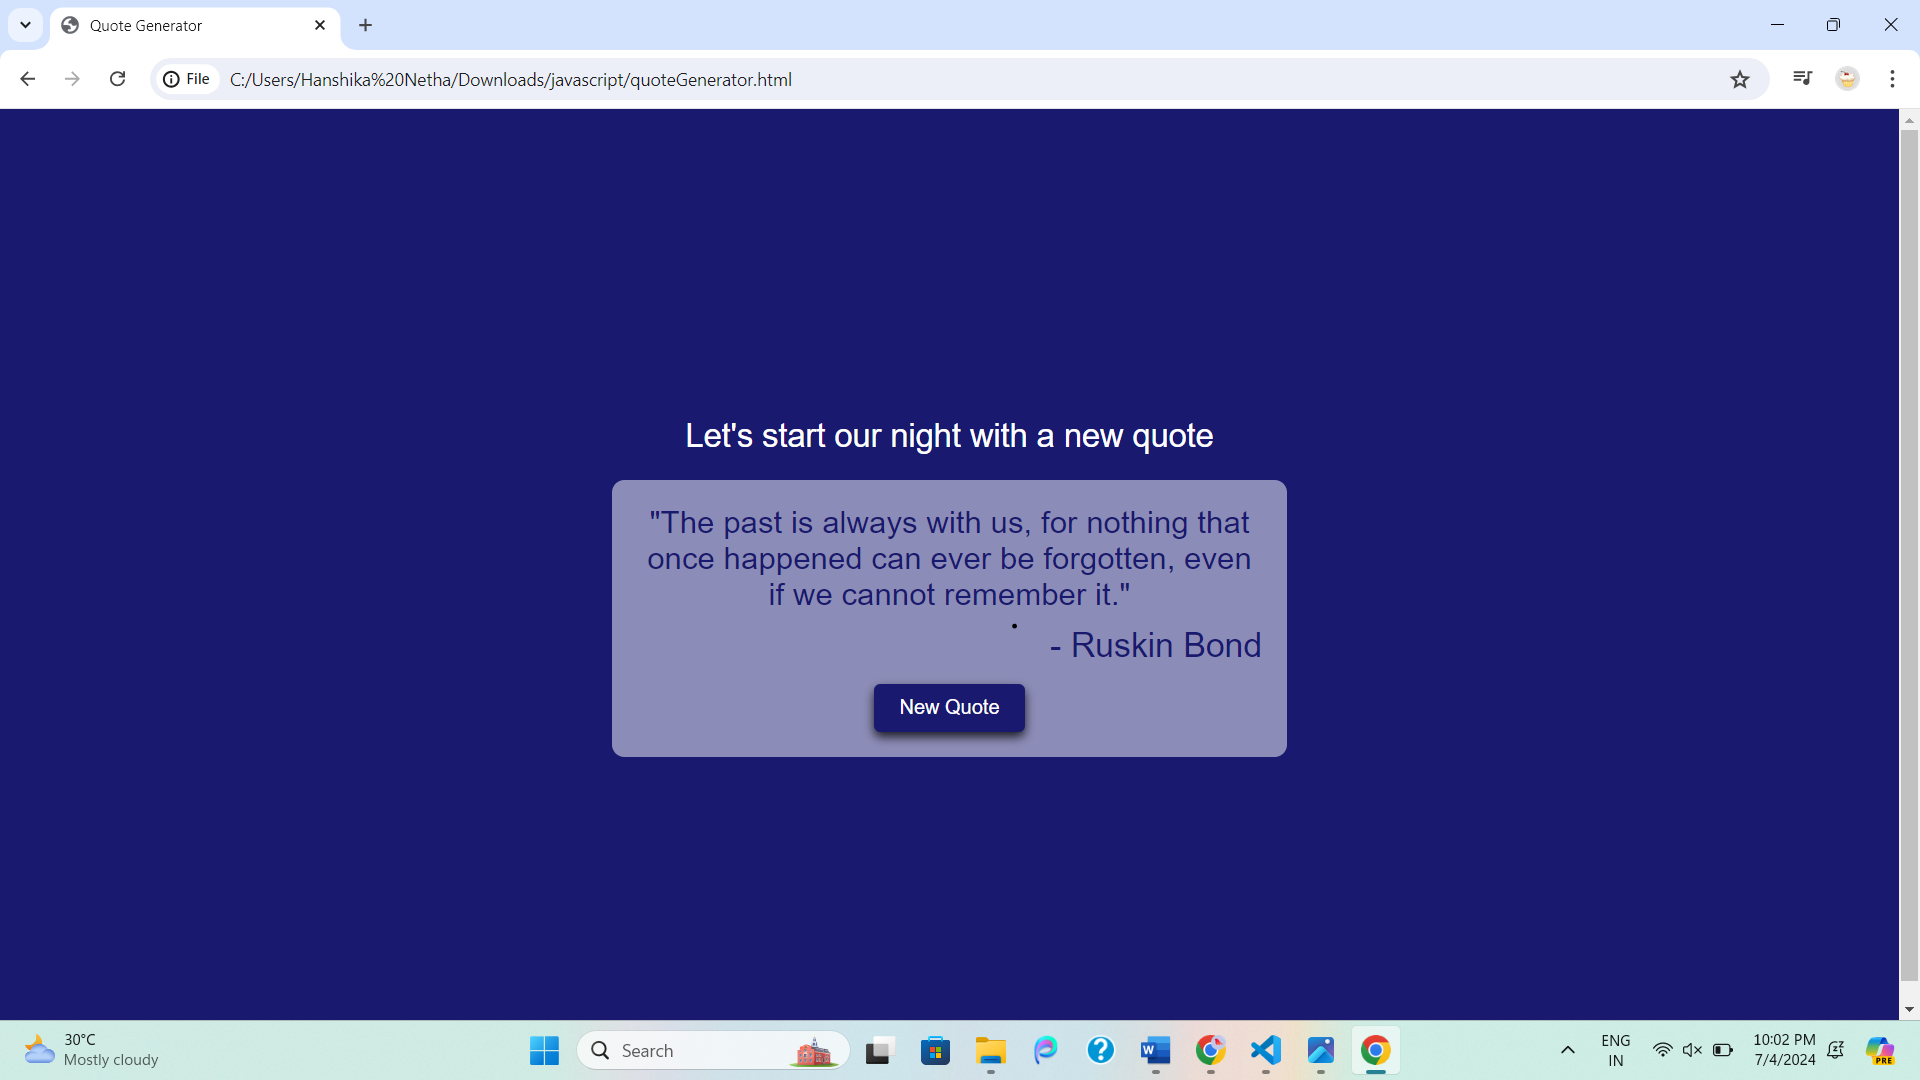 Quote Generator
File
C:/Users/Hanshika%20Netha/Downloads/javascript/quoteGenerator.html
Let's start our night with a new quote
"The past is always with us, for nothing that
once happened can ever be forgotten, even
if we cannot remember it."
- Ruskin Bond
New Quote
30°C
Mostly cloudy
Search
W
ENG
IN
10:02 PM
7/4/2024
PRE